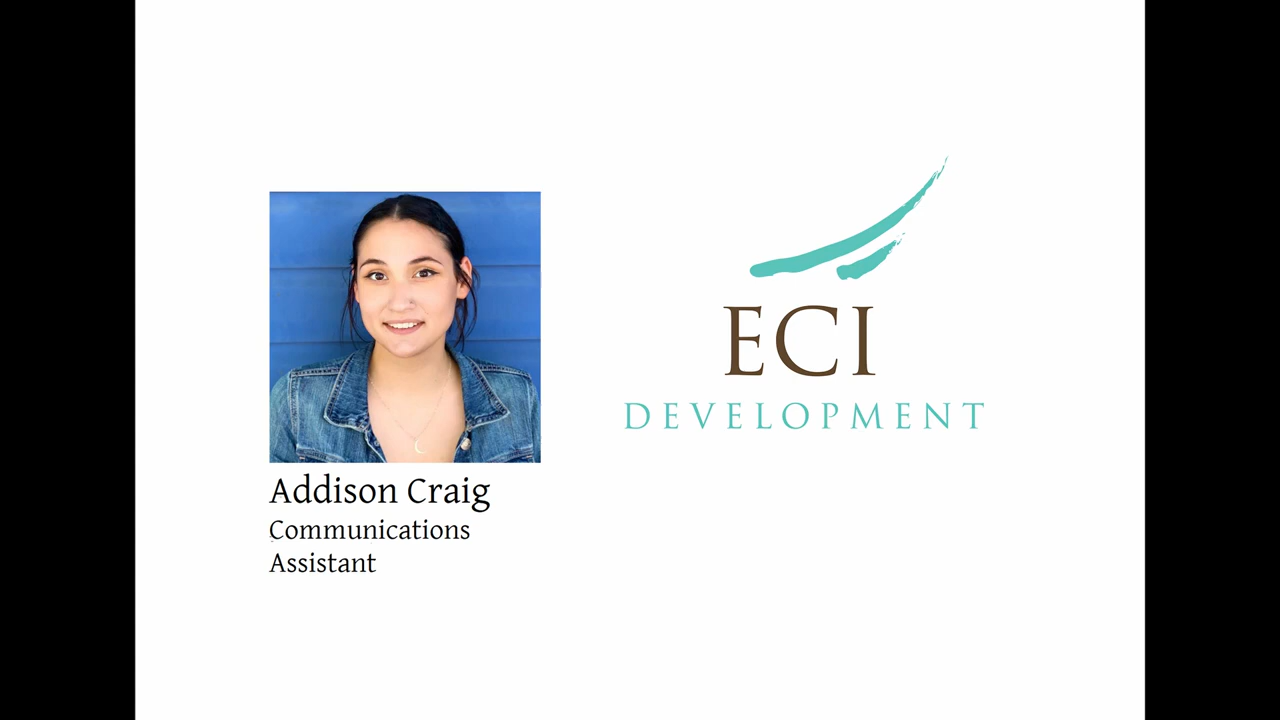 Addison Craig
Communications
Assistant
ECI
DEVELOPMENT